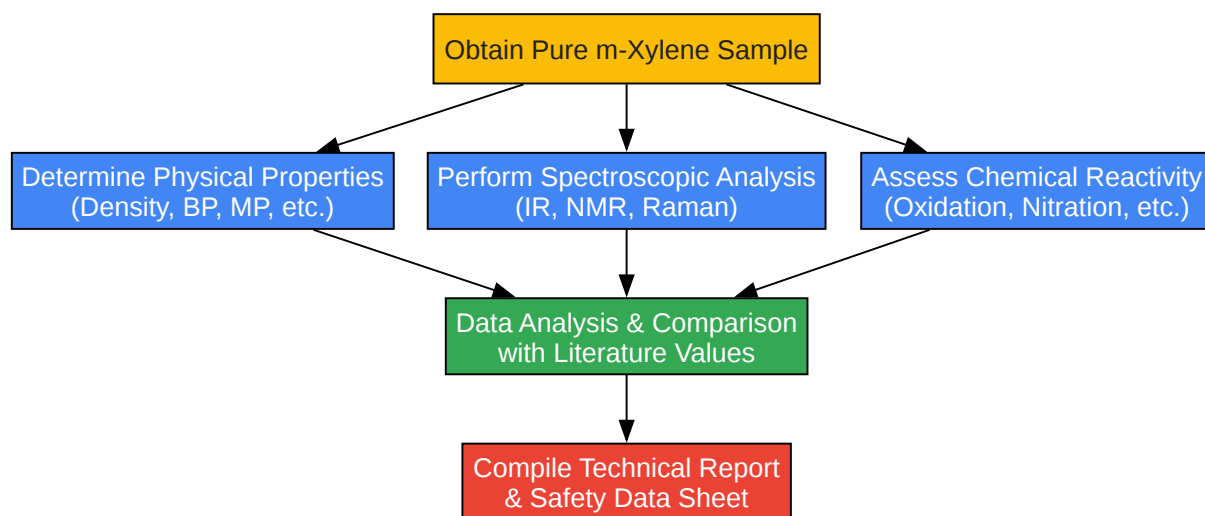 Obtain Pure m-Xylene Sample
Determine Physical Properties
(Density, BP, MP, etc.)
Perform Spectroscopic Analysis
(IR, NMR, Raman)
Assess Chemical Reactivity
(Oxidation, Nitration, etc.)
Data Analysis & Comparison
with Literature Values
Compile Technical Report
& Safety Data Sheet